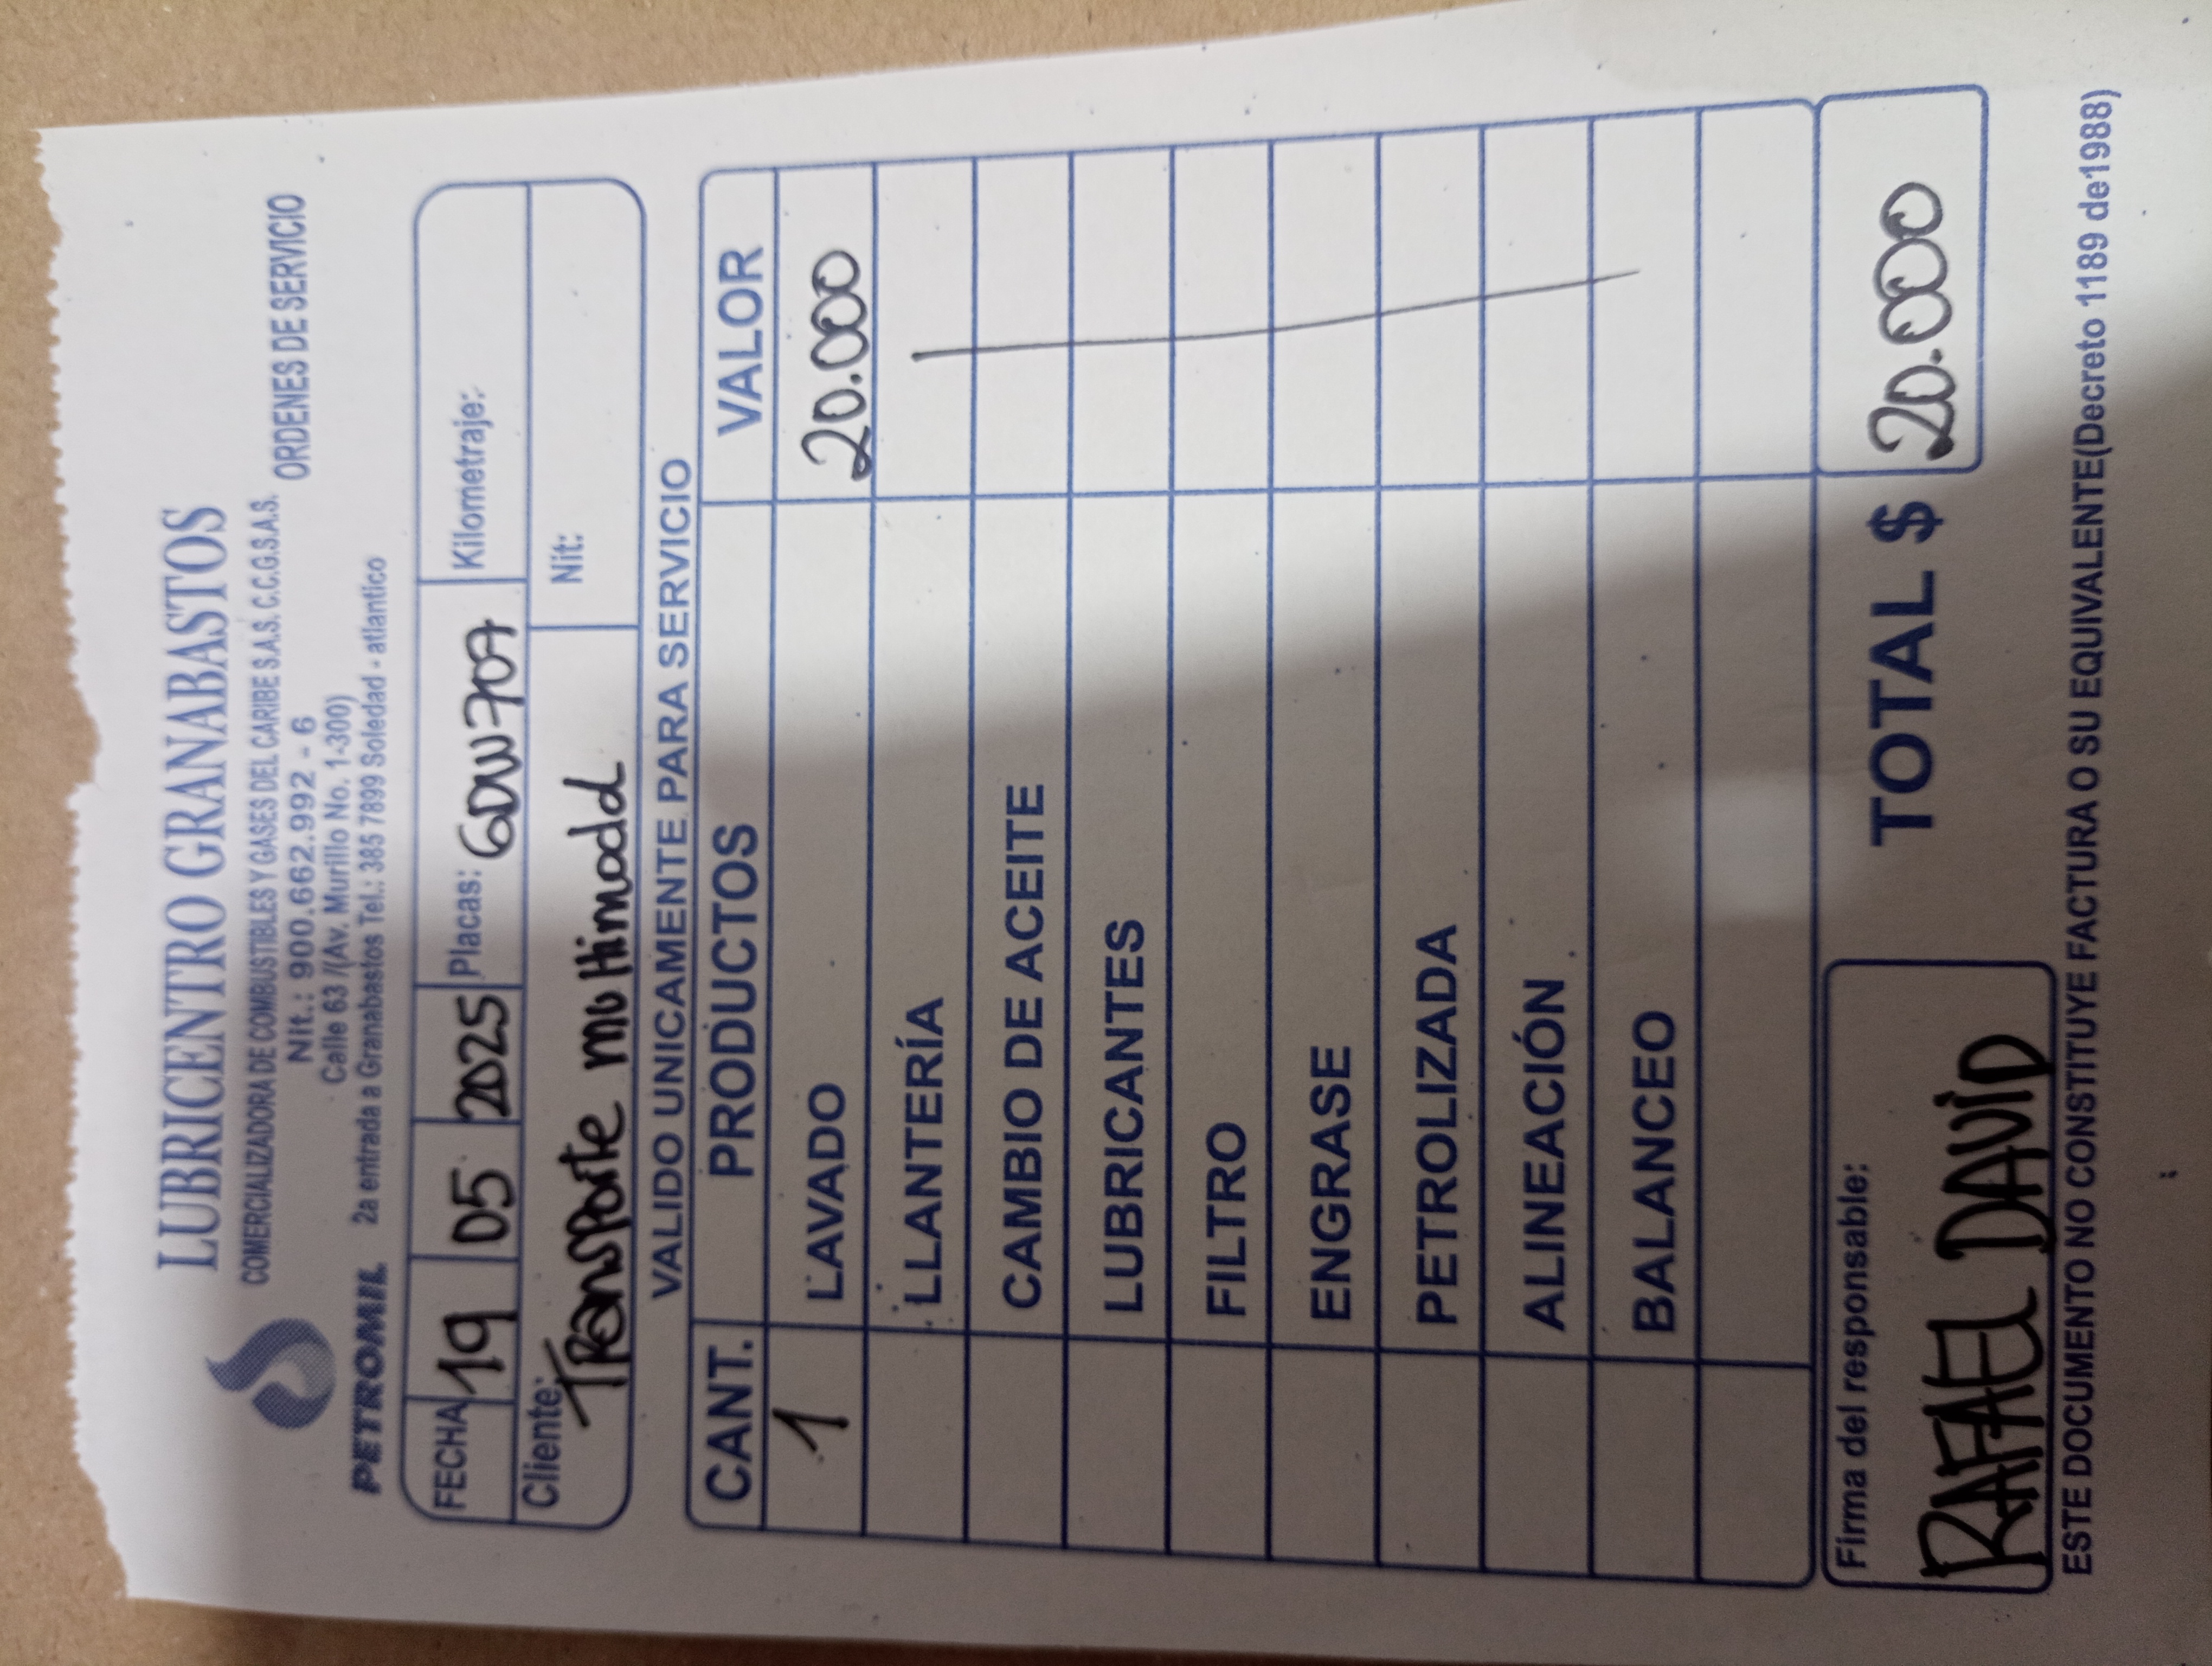 LUBRICENTRO GRANABASTOS
COMERCIALIZADORA DE COMBUSTIBLES Y GASES DEL CARIBE S.A.S. C.C.G.S.A.S.
Nit.: 900.662.992 - 6
ORDENES DE SERVICIO
Calle 63 /(Av. Murillo No. 1-300)
PETROMIL 2a entrada a Granabastos Tel.: 385 7899 Soledad - atlantico
FECHA 19 05 2025 Placas: GDW707 Kilometraje:
Cliente: Transporte multimodal Nit:
VALIDO UNICAMENTE PARA SERVICIO
CANT. PRODUCTOS VALOR
1 LAVADO 20.000
LLANTERÍA
CAMBIO DE ACEITE
LUBRICANTES
FILTRO
ENGRASE
PETROLIZADA
ALINEACIÓN
BALANCEO
Firma del responsable: TOTAL $ 20.000
RAFAEL DAVID
ESTE DOCUMENTO NO CONSTITUYE FACTURA O SU EQUIVALENTE(Decreto 1189 de1988)